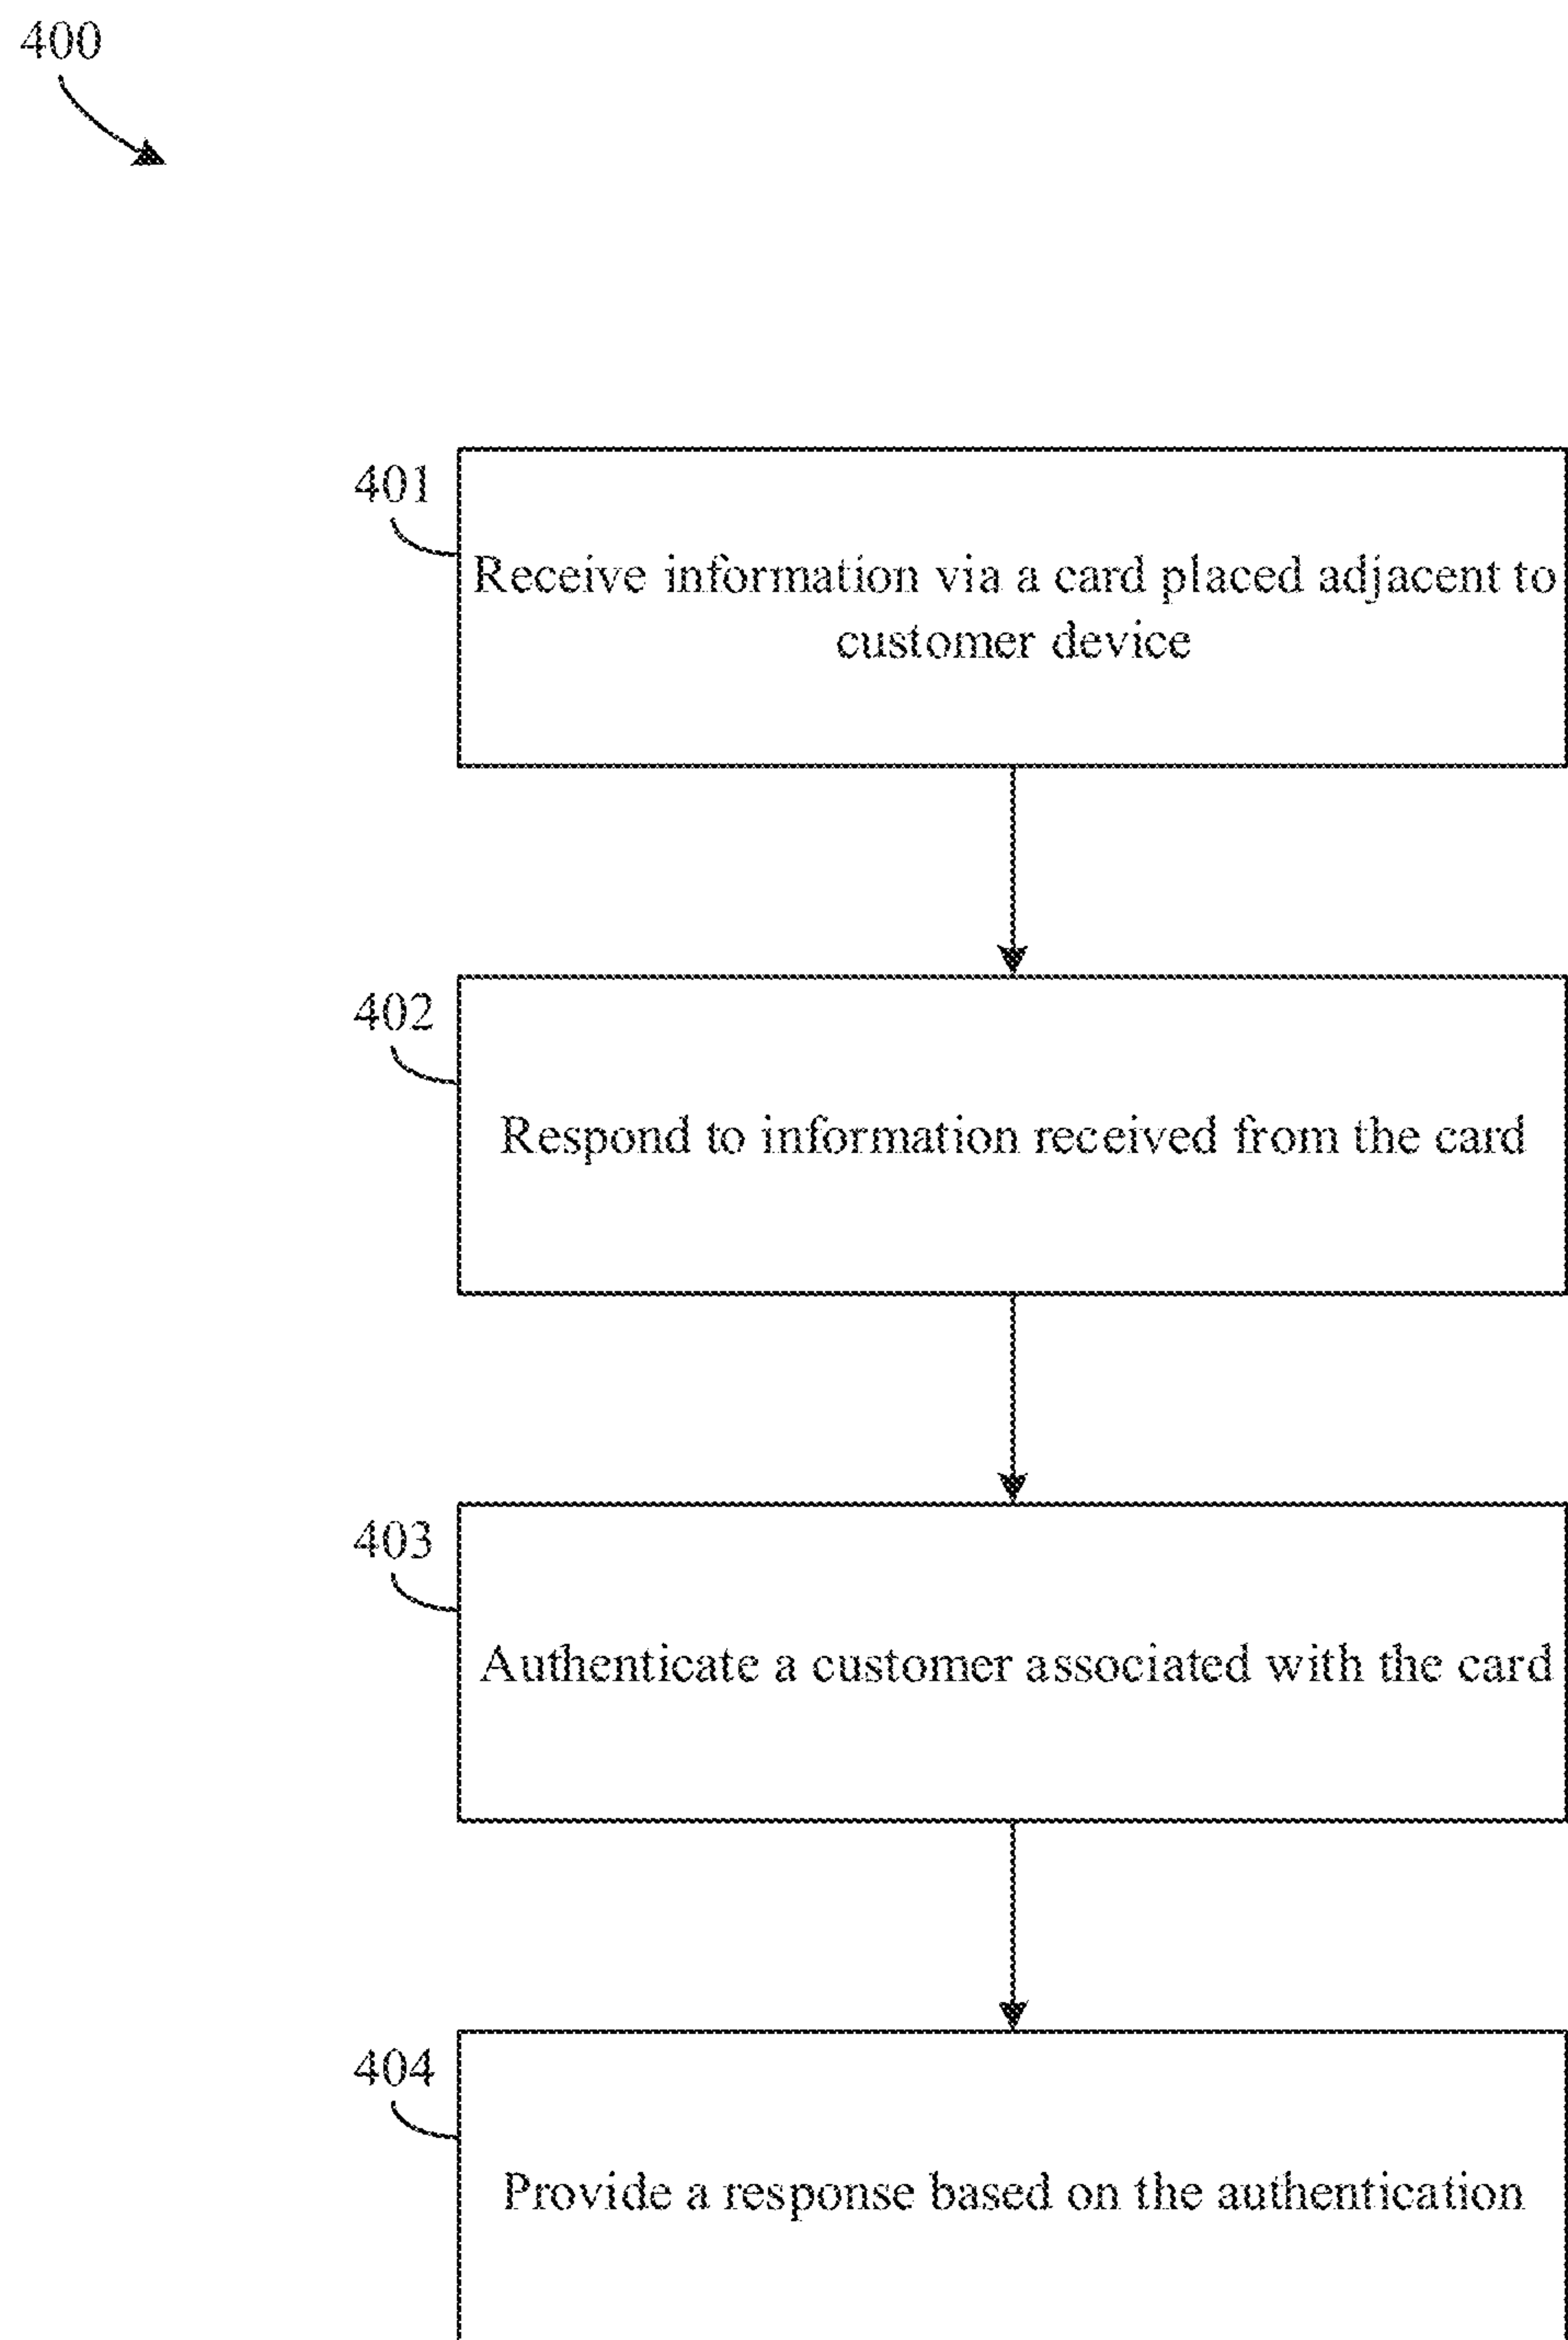 400
401
Receive information via a card placed adjacent to
customer device
402
Respond to information received from the card
403
Authenticate a customer associated with the card
404
Provide a response based on the authentication